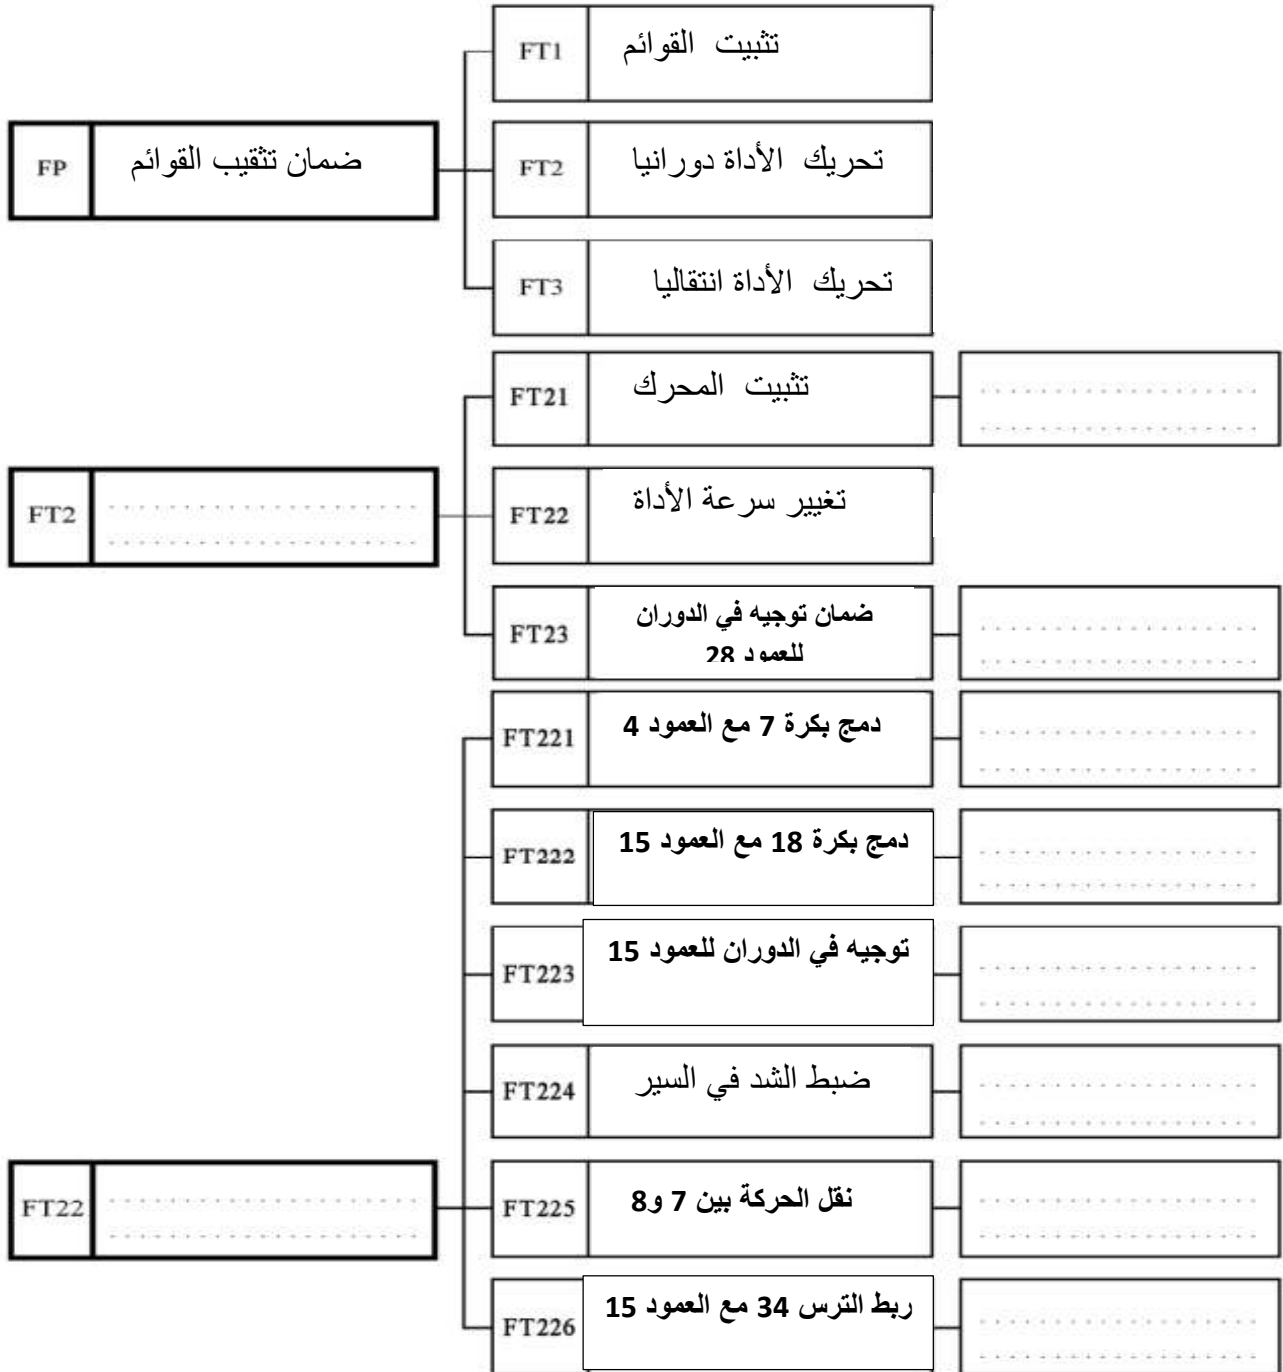 FT1 تثبيت القوائم
FP ضمان تثقيب القوائم
FT2 تحريك الأداة دورانيا
FT3 تحريك الأداة انتقاليا
FT21 تثبيت المحرك
FT2
FT22 تغيير سرعة الأداة
FT23 ضمان توجيه في الدوران
للعمود 28
FT221 دمج بكرة 7 مع العمود 4
FT222 دمج بكرة 18 مع العمود 15
FT223 توجيه في الدوران للعمود 15
FT224 ضبط الشد في السير
FT22
FT225 نقل الحركة بين 7 و8
FT226 ربط الترس 34 مع العمود 15